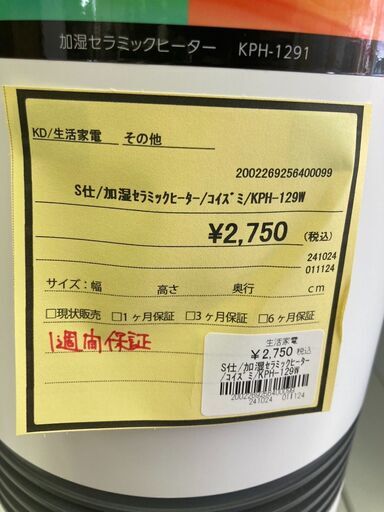 加湿セラミックヒーター KPH-1291
KD/生活家電 その他
2002269256400099
S仕/加湿ｾﾗﾐｯｸﾋｰﾀｰ/ｺｲｽﾞﾐ/KPH-129W
¥2,750 (税込)
241024
011124
サイズ:幅 高さ 奥行 cm
□現状販売 □1ヶ月保証 □3ヶ月保証 □6ヶ月保証
1週間保証
生活家電
¥2,750 税込
S仕/加湿ｾﾗﾐｯｸﾋｰﾀｰ
/ｺｲｽﾞﾐ/KPH-129W
2002269256400099
241024 011124